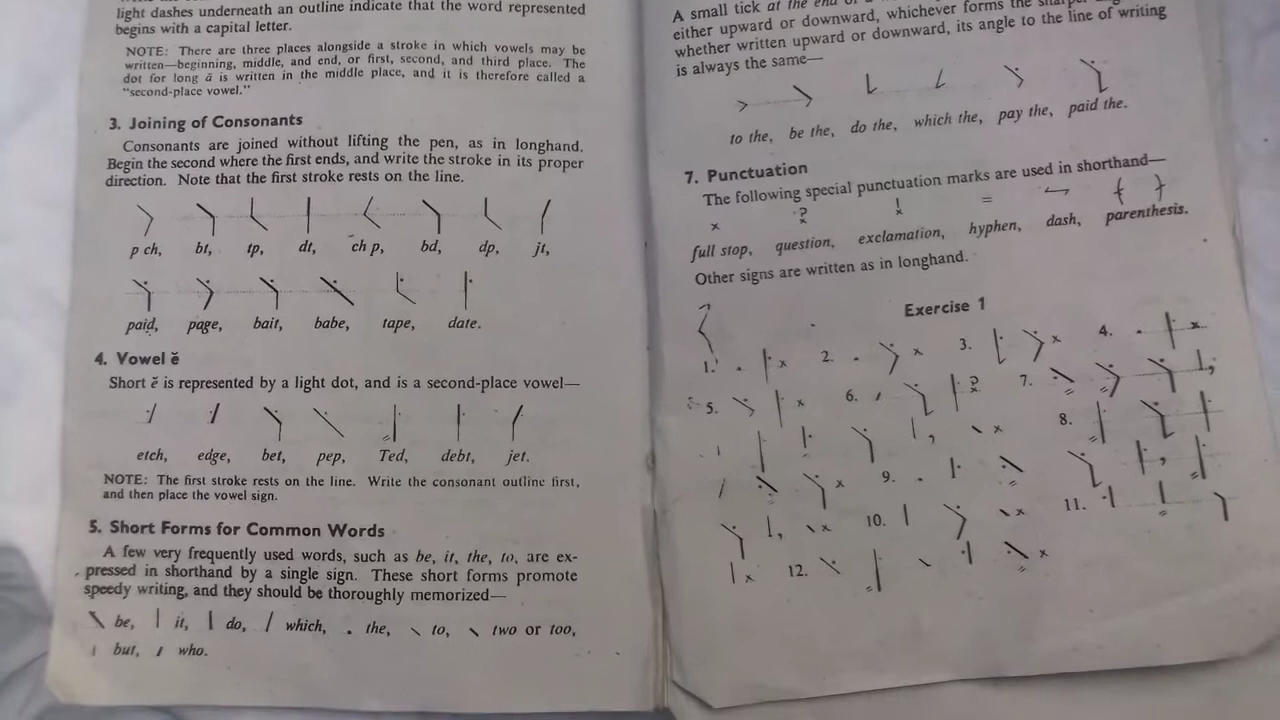 light dashes underneath an outline indicate that the word represented
begins with a capital letter.
NOTE: There are three places alongside a stroke in which vowels may be
written—beginning, middle, and end, or first, second, and third place. The
dot for long ā is written in the middle place, and it is therefore called a
"second-place vowel."
3. Joining of Consonants
Consonants are joined without lifting the pen, as in longhand.
Begin the second where the first ends, and write the stroke in its proper
direction. Note that the first stroke rests on the line.
p ch, bt, tp, dt, ch p, bd, dp, jt,
paid, page, bait, babe, tape, date.
4. Vowel ĕ
Short ĕ is represented by a light dot, and is a second-place vowel—
etch, edge, bet, pep, Ted, debt, jet.
NOTE: The first stroke rests on the line. Write the consonant outline first,
and then place the vowel sign.
5. Short Forms for Common Words
A few very frequently used words, such as be, it, the, to, are ex-
pressed in shorthand by a single sign. These short forms promote
speedy writing, and they should be thoroughly memorized—
be, it, do, which, the, to, two or too,
but, who.
A small tick at the end of a
either upward or downward, whichever forms the
whether written upward or downward, its angle to the line of writing
is always the same—
to the, be the, do the, which the, pay the, paid the.
7. Punctuation
The following special punctuation marks are used in shorthand—
full stop, question, exclamation, hyphen, dash, parenthesis.
Other signs are written as in longhand.
Exercise 1
1. 2. 3. 4.
5. 6. 7.
8.
9.
10. 11.
12.